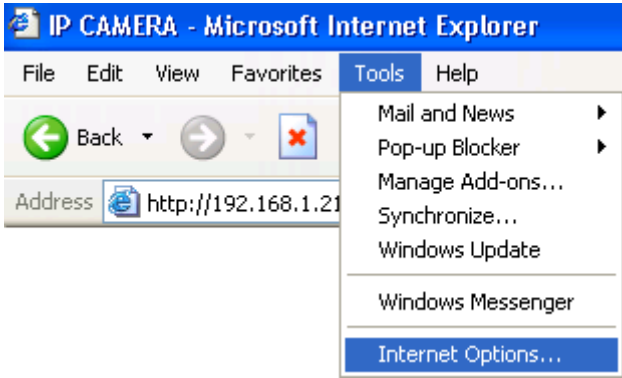 IP CAMERA - Microsoft Internet Explorer
File Edit View Favorites Tools Help
Mail and News
Back
Pop-up Blocker
Manage Add-ons...
Address http://192.168.1.21
Synchronize...
Windows Update
Windows Messenger
Internet Options...